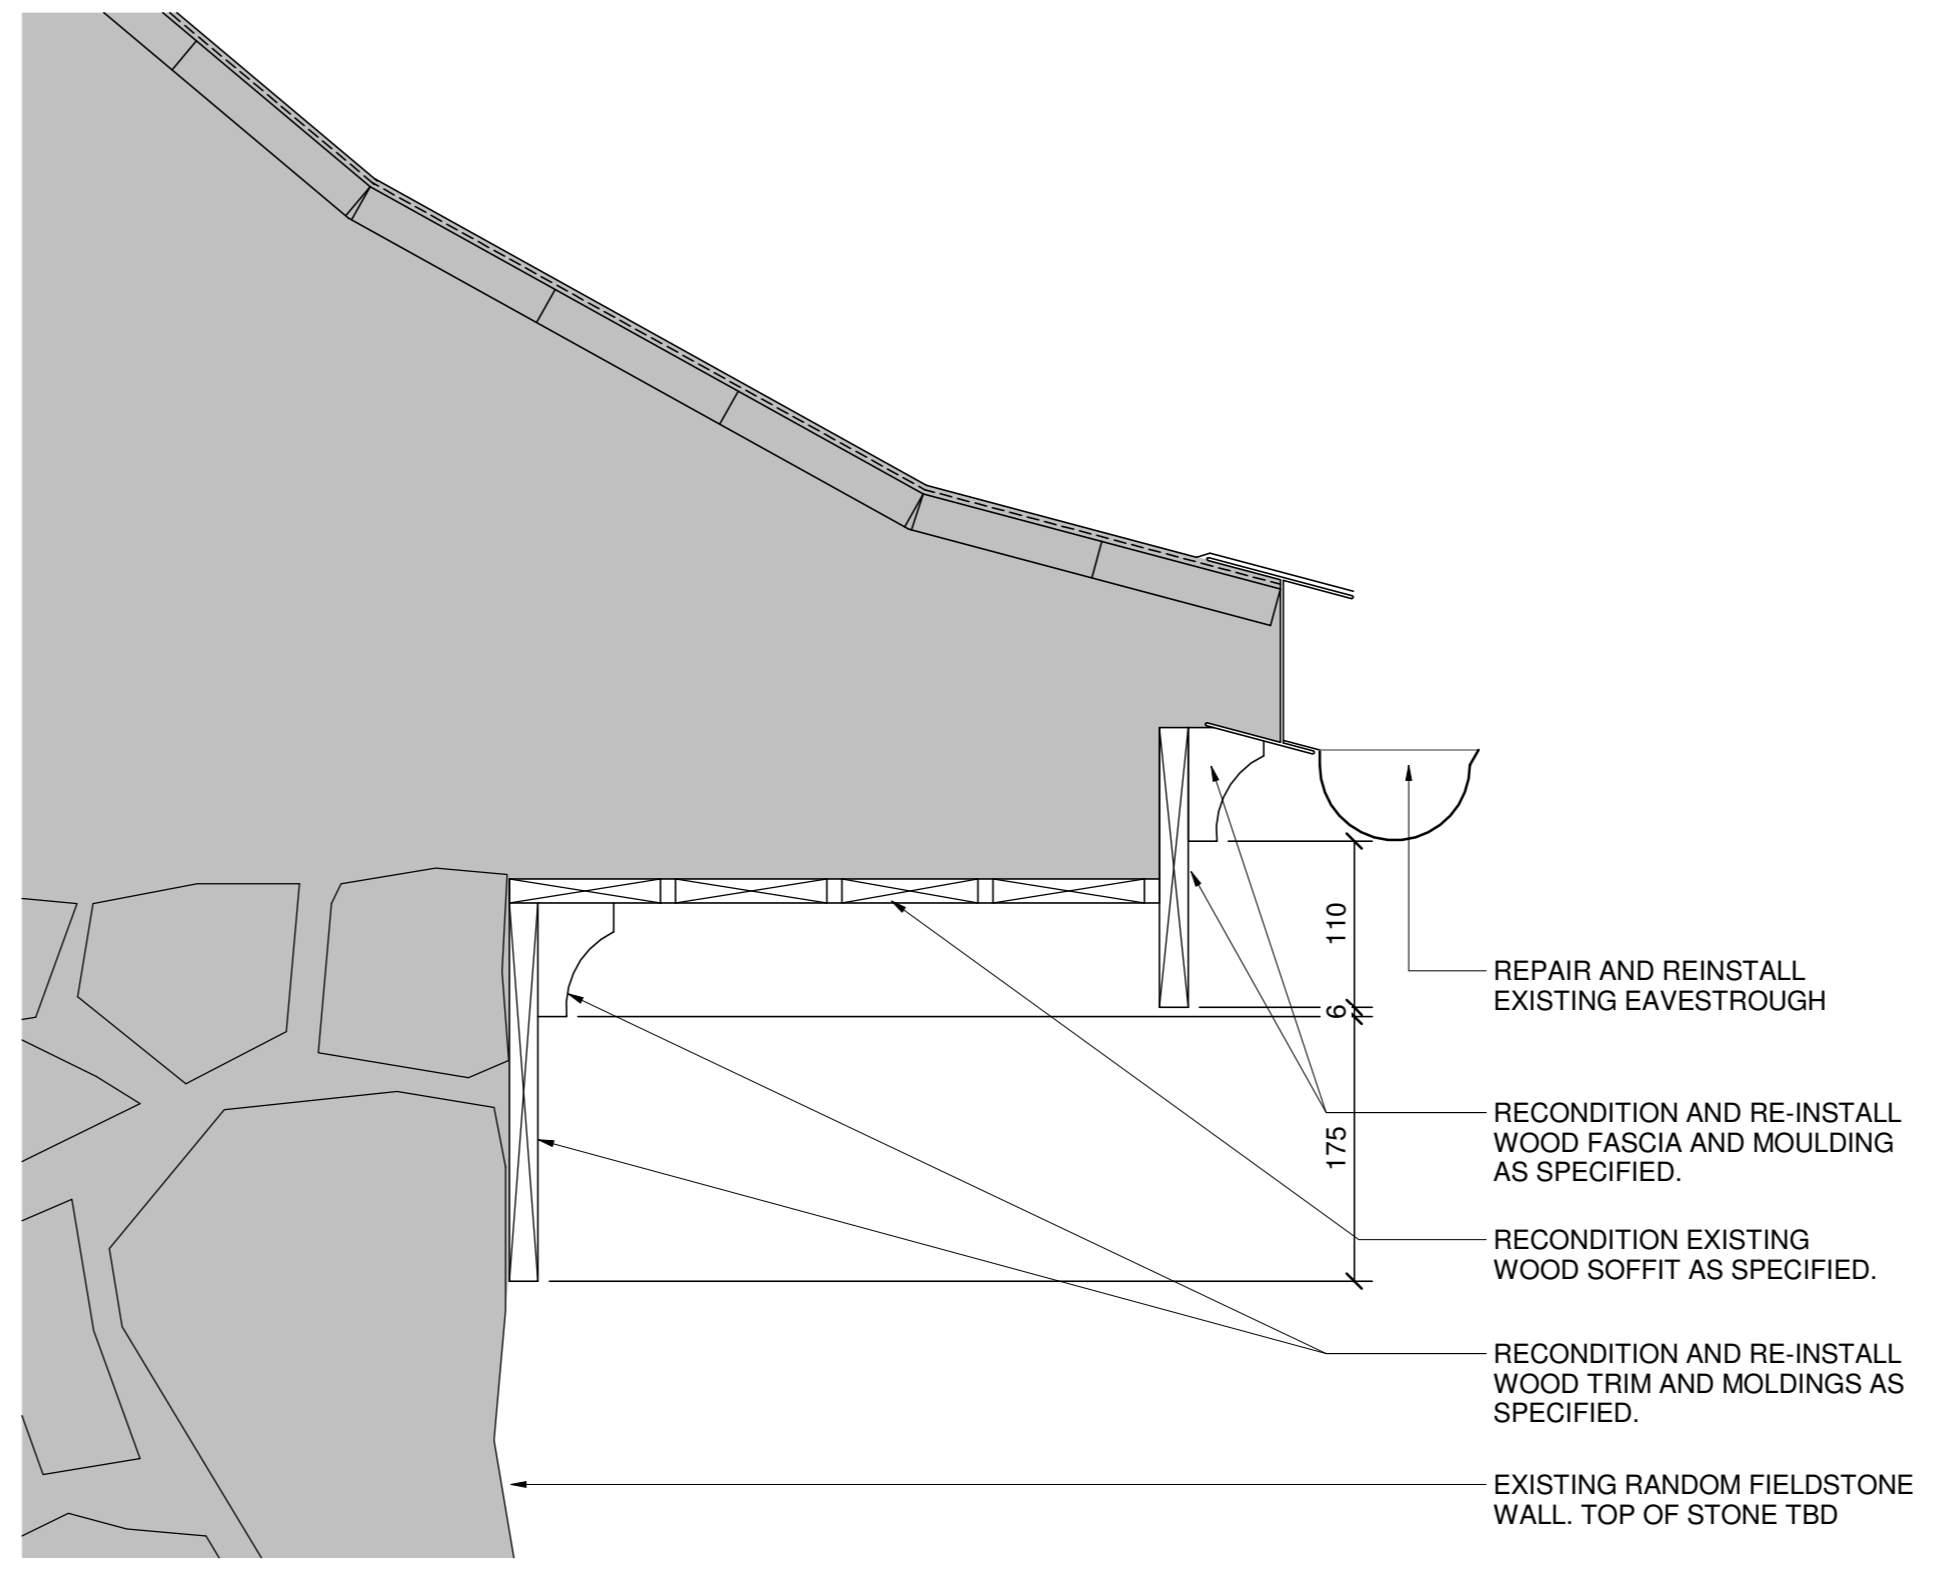 110
6
175
REPAIR AND REINSTALL
EXISTING EAVESTROUGH
RECONDITION AND RE-INSTALL
WOOD FASCIA AND MOULDING
AS SPECIFIED.
RECONDITION EXISTING
WOOD SOFFIT AS SPECIFIED.
RECONDITION AND RE-INSTALL
WOOD TRIM AND MOLDINGS AS
SPECIFIED.
EXISTING RANDOM FIELDSTONE
WALL. TOP OF STONE TBD